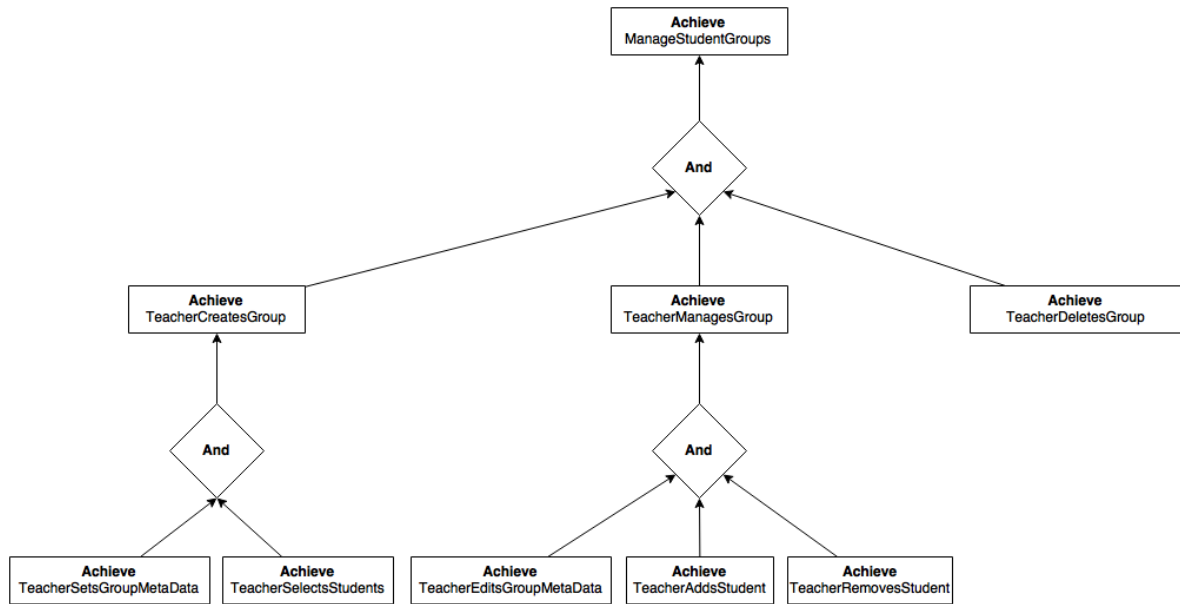 Achieve
ManageStudentGroups
And
Achieve
TeacherCreatesGroup
Achieve
TeacherManagesGroup
Achieve
TeacherDeletesGroup
And
And
Achieve
TeacherSetsGroupMetaData
Achieve
TeacherSelectsStudents
Achieve
TeacherEditsGroupMetaData
Achieve
TeacherAddsStudent
Achieve
TeacherRemovesStudent